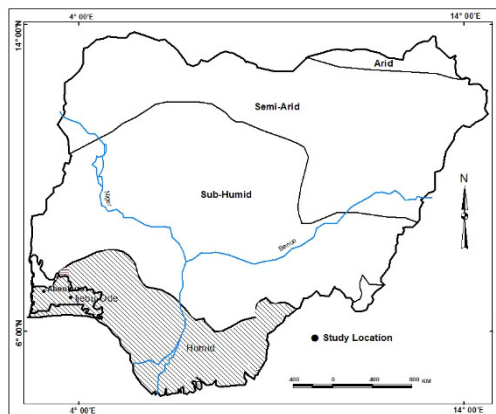 4° 00'E
14° 00'E
14° 00'N
Arid
Semi-Arid
Sub-Humid
N
Niger
Benue
Ijebu Ode
Humid
Study Location
6° 00'N
400 0 400 800 KM
4° 00'E
14° 00'E